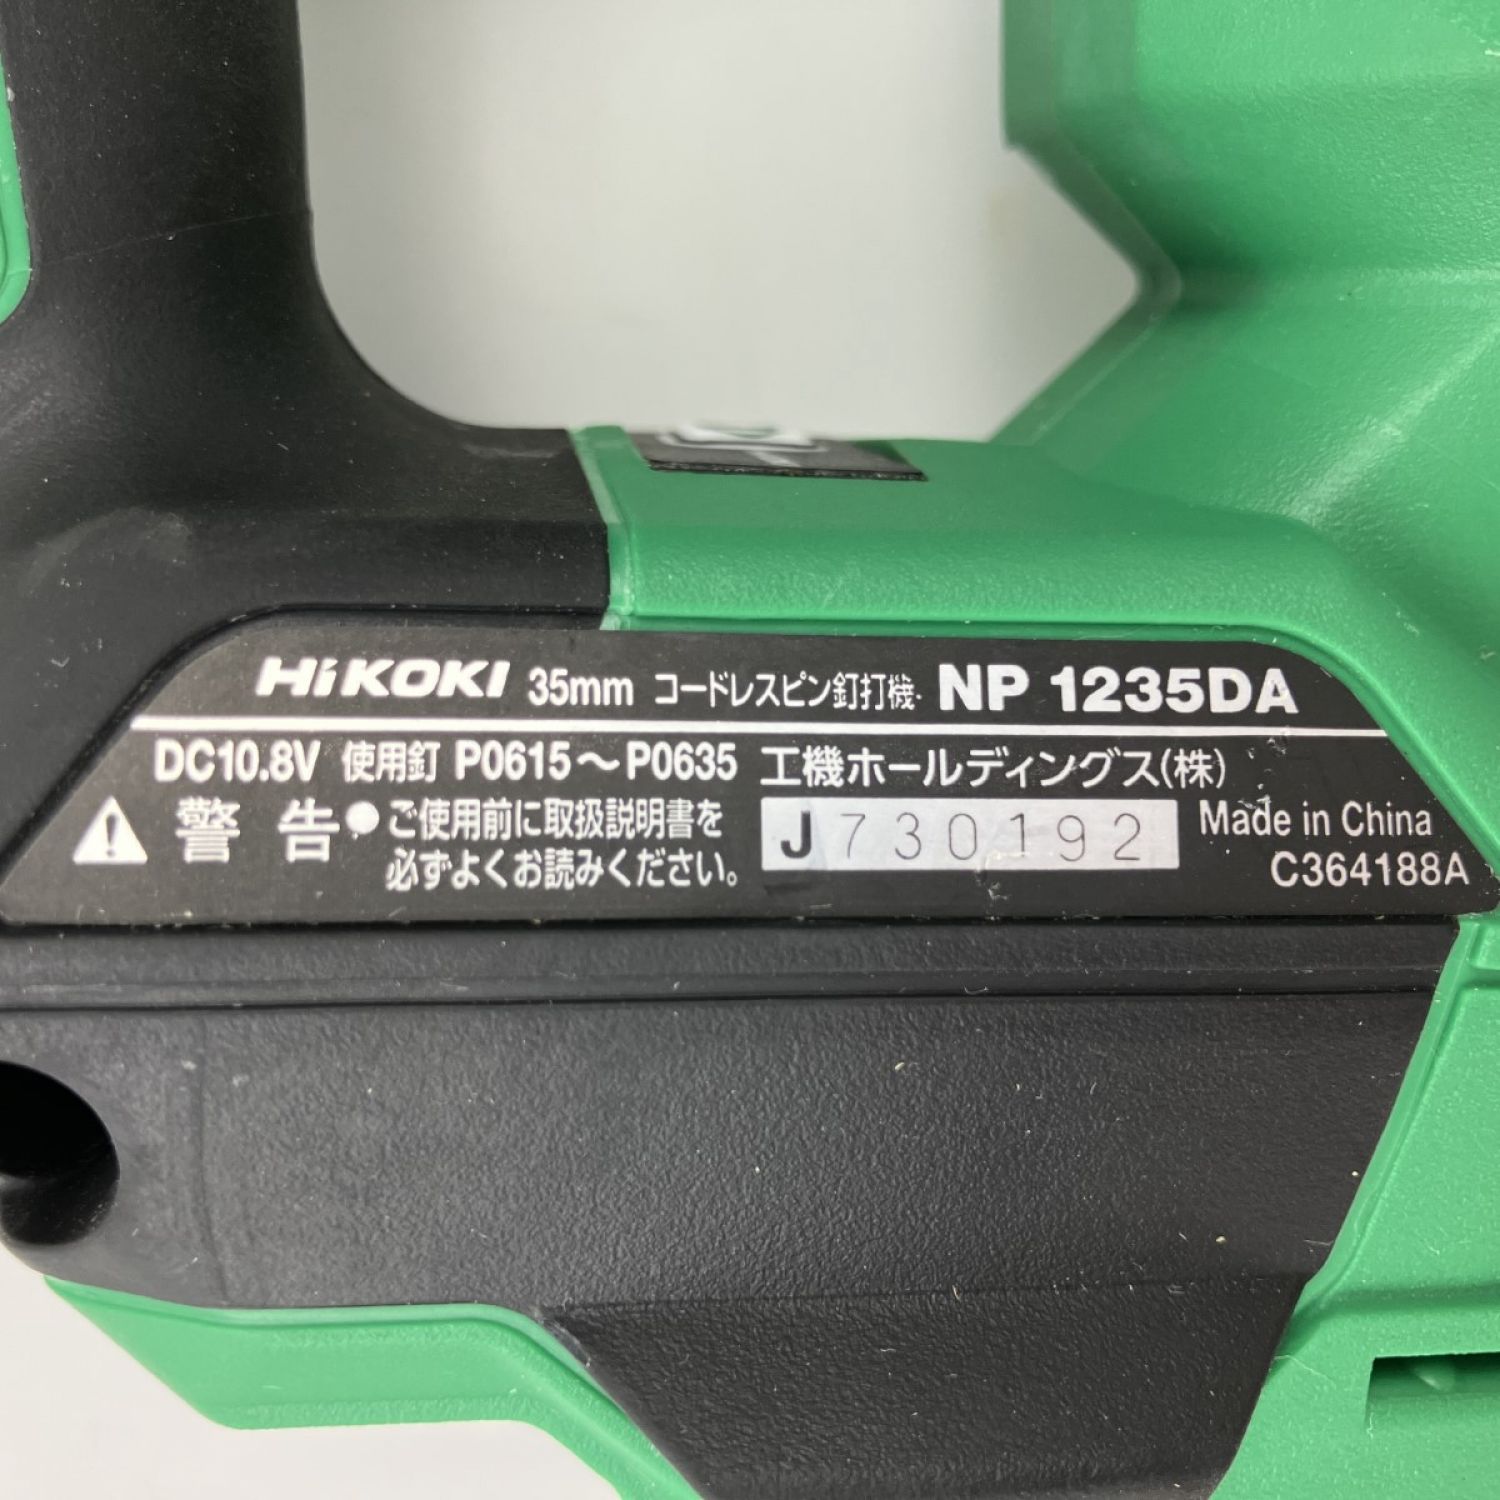 HiKOKI 35mm コードレスピン釘打機 NP 1235DA
DC10.8V 使用釘 P0615～P0635 工機ホールディングス(株)
警告 ●ご使用前に取扱説明書を
必ずよくお読みください。
J730192
Made in China
C364188A